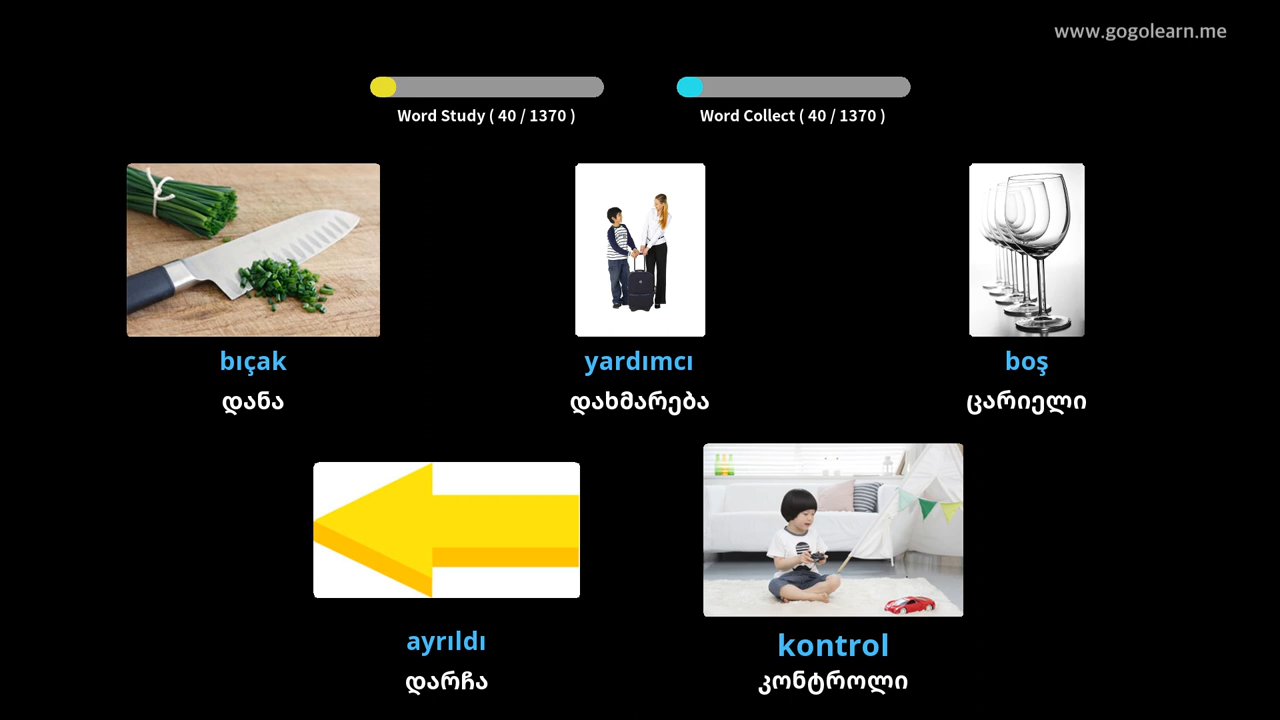 www.gogolearn.me
Word Study ( 40 / 1370 )
Word Collect ( 40 / 1370 )
bıçak
დანა
yardımcı
დახმარება
boş
ცარიელი
ayrıldı
დარჩა
kontrol
კონტროლი